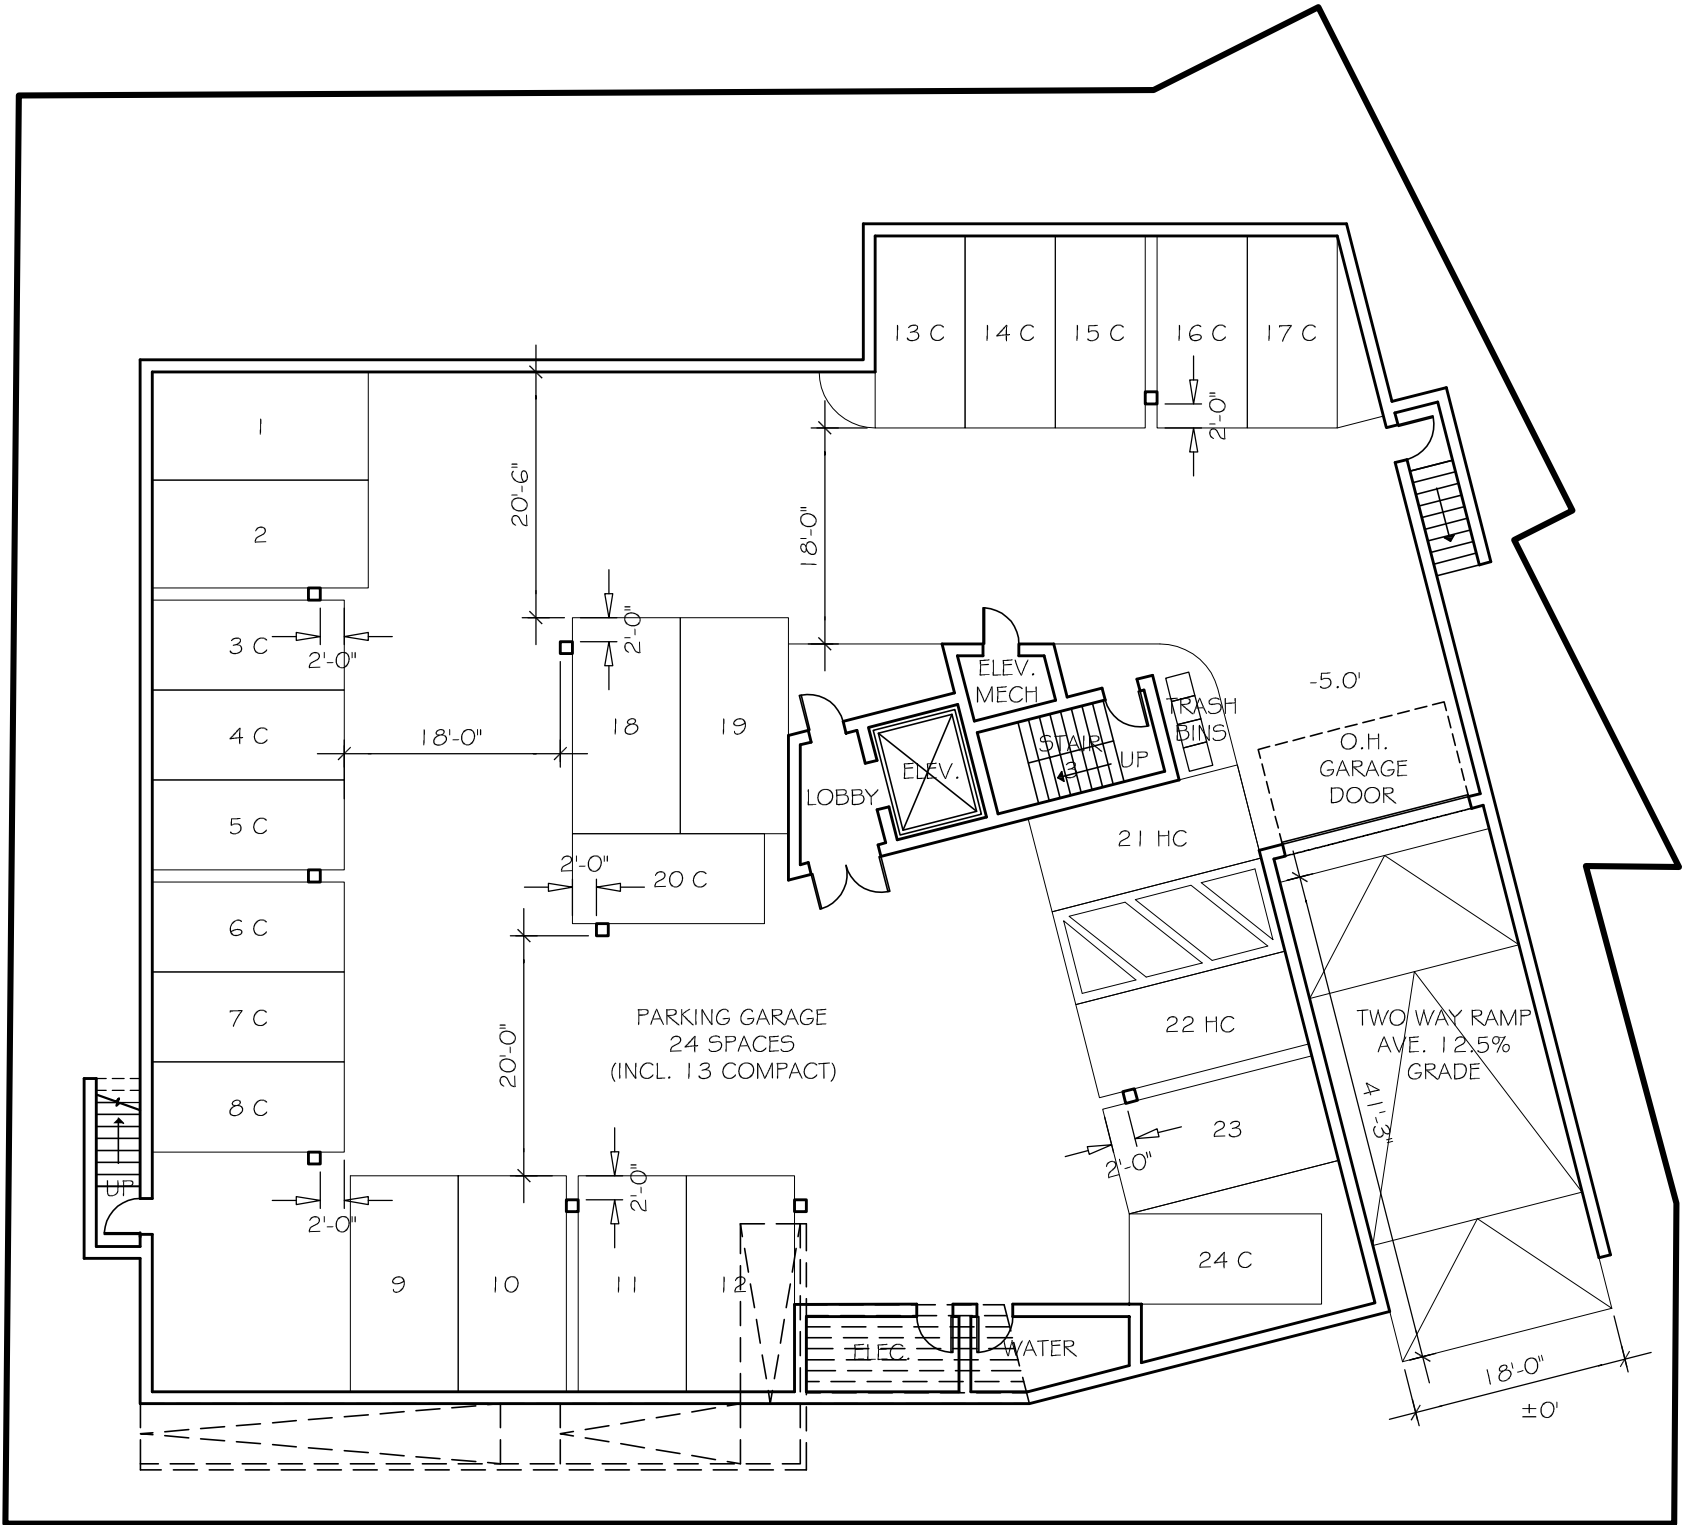 13 C
14 C
15 C
16 C
17 C
2'-0"
1
20'-6"
2
18'-0"
3 C
2'-0"
2'-0"
ELEV.
MECH
-5.0'
TRASH
BINS
4 C
18'-0"
18
19
STAIR
3
UP
O.H.
GARAGE
DOOR
ELEV.
LOBBY
5 C
21 HC
2'-0"
20 C
6 C
7 C
PARKING GARAGE
24 SPACES
(INCL. 13 COMPACT)
22 HC
TWO WAY RAMP
AVE. 12.5%
GRADE
20'-0"
8 C
41'-3"
23
2'-0"
UP
2'-0"
2'-0"
9
10
11
12
24 C
ELEC.
WATER
18'-0"
±0'